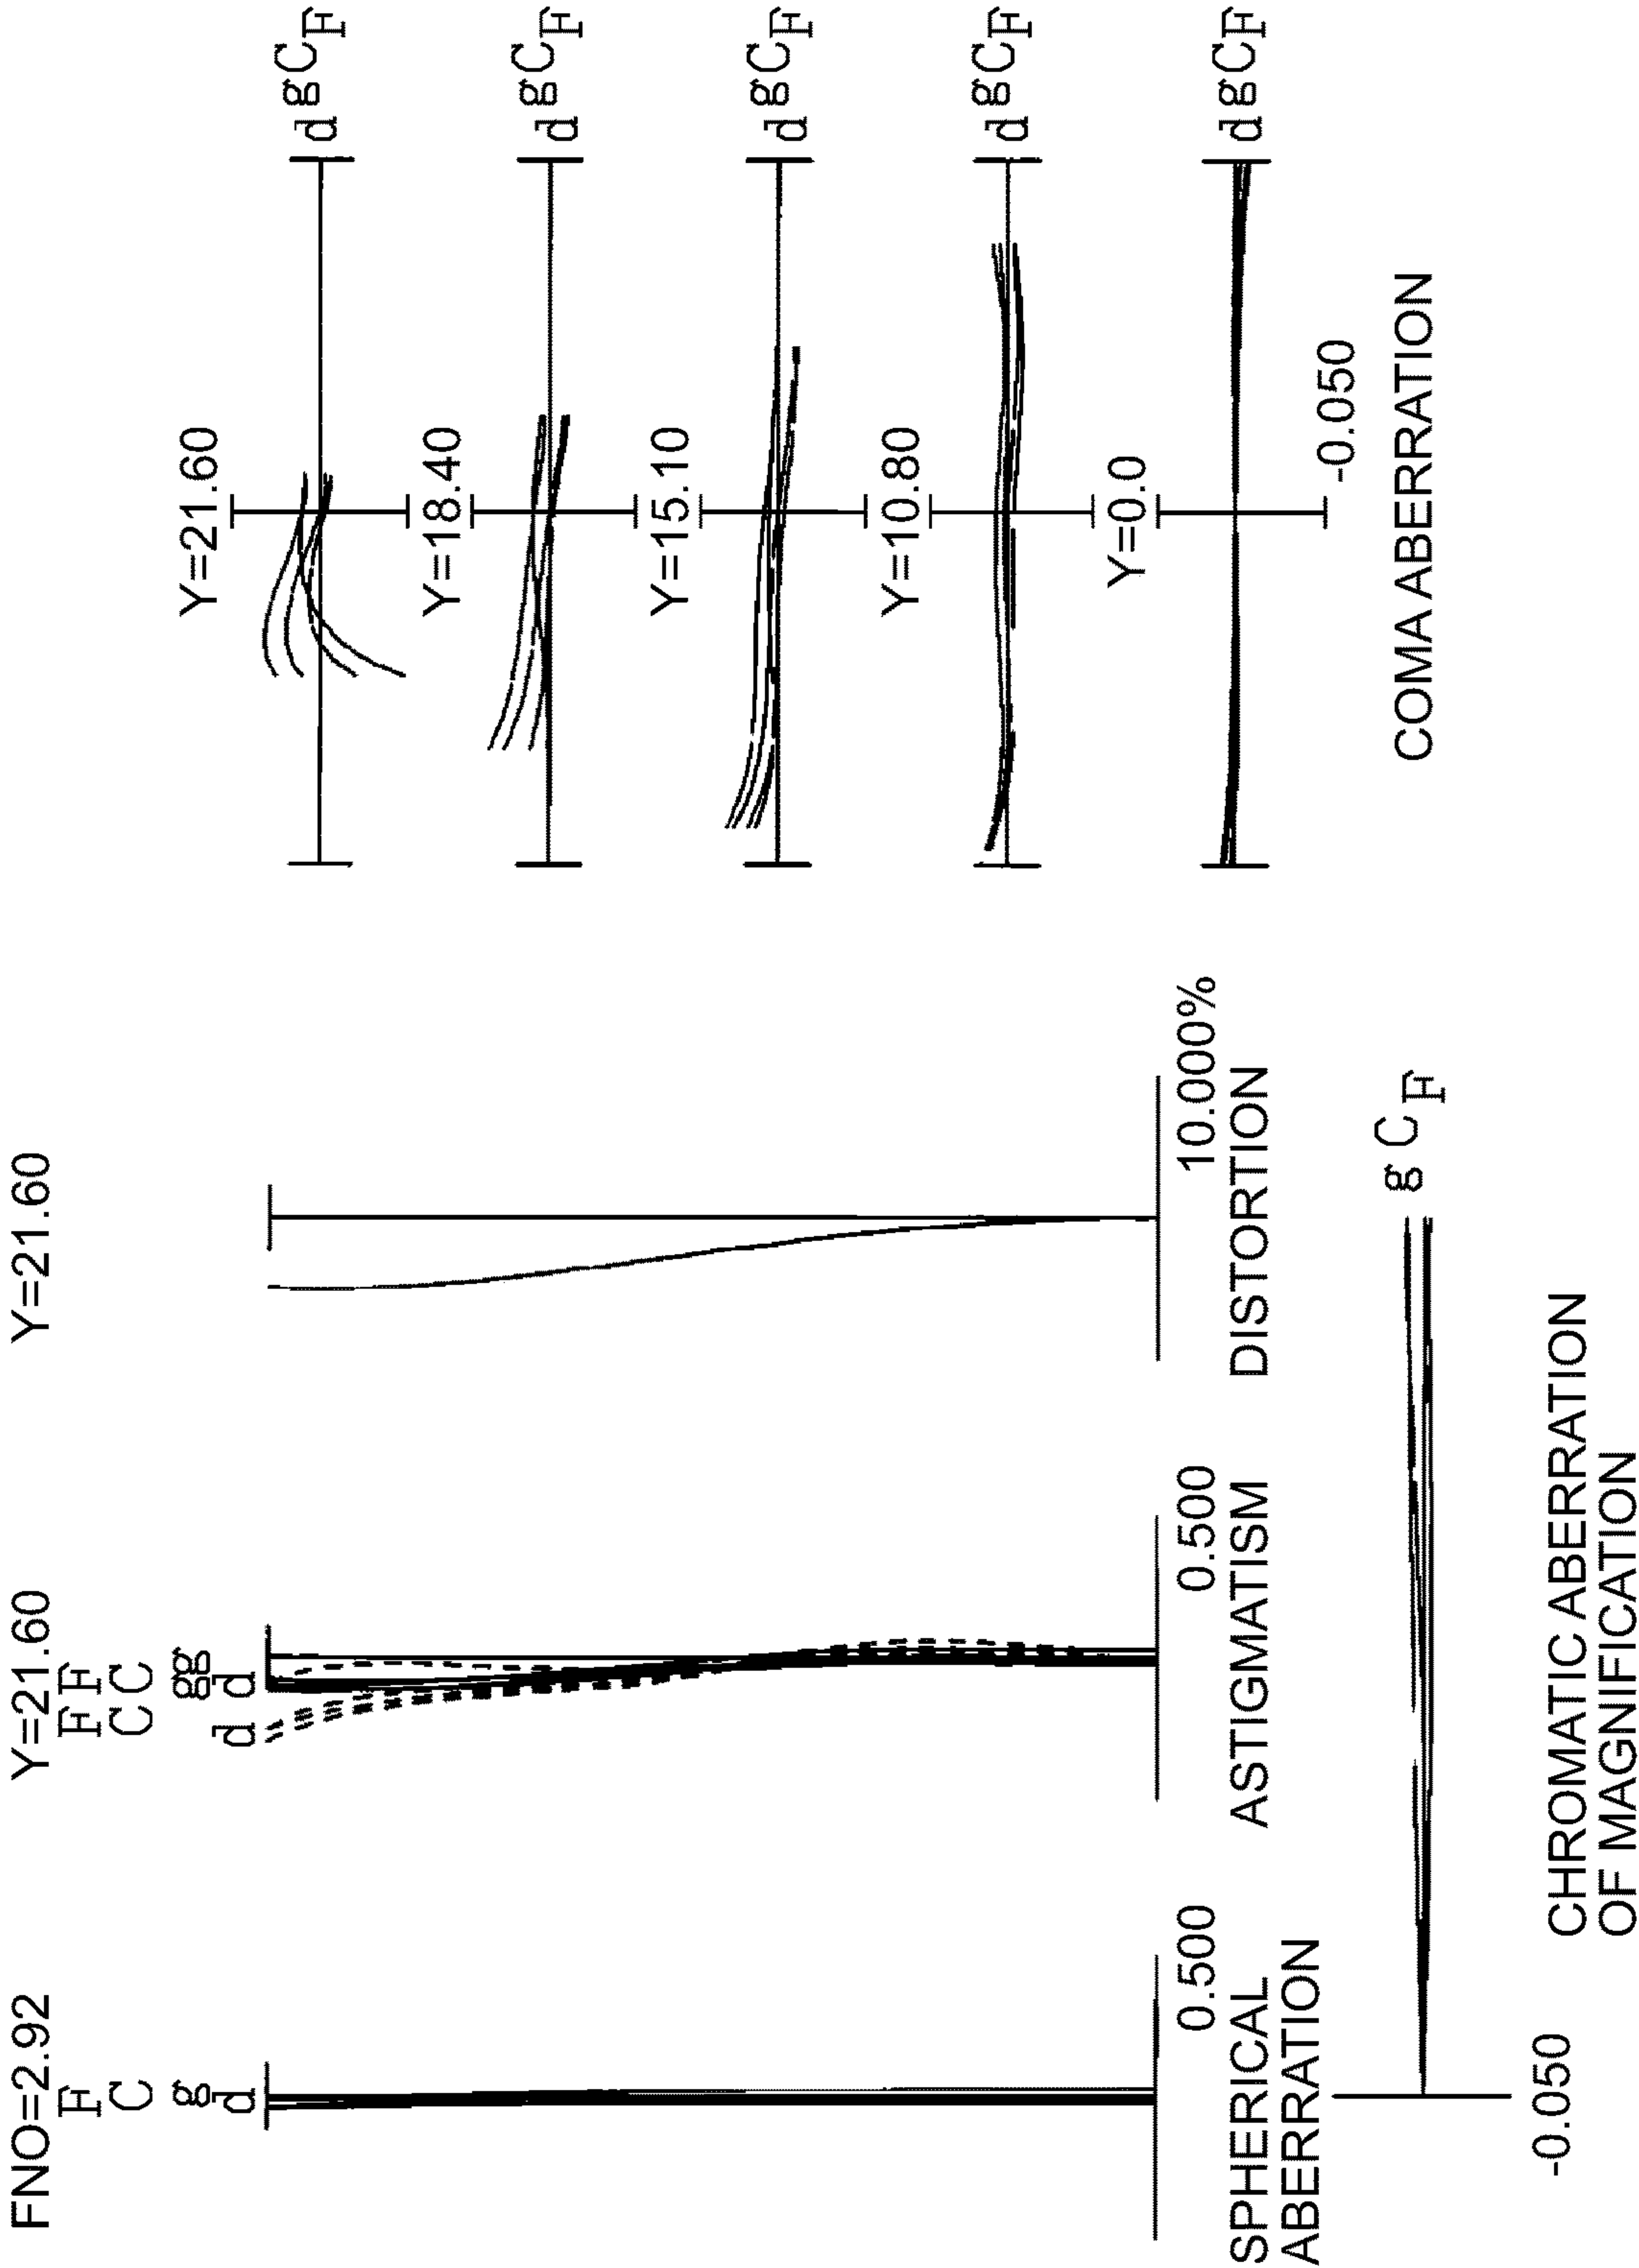 FNO=2.92
F
C
g
d
0.500
SPHERICAL
ABERRATION
Y=21.60
F F
C C
g g
d d
0.500
ASTIGMATISM
Y=21.60
10.000%
DISTORTION
Y=21.60
d g C F
Y=18.40
d g C F
Y=15.10
d g C F
Y=10.80
d g C F
Y=0.0
d g C F
-0.050
COMA ABERRATION
g C F
-0.050
CHROMATIC ABERRATION
OF MAGNIFICATION